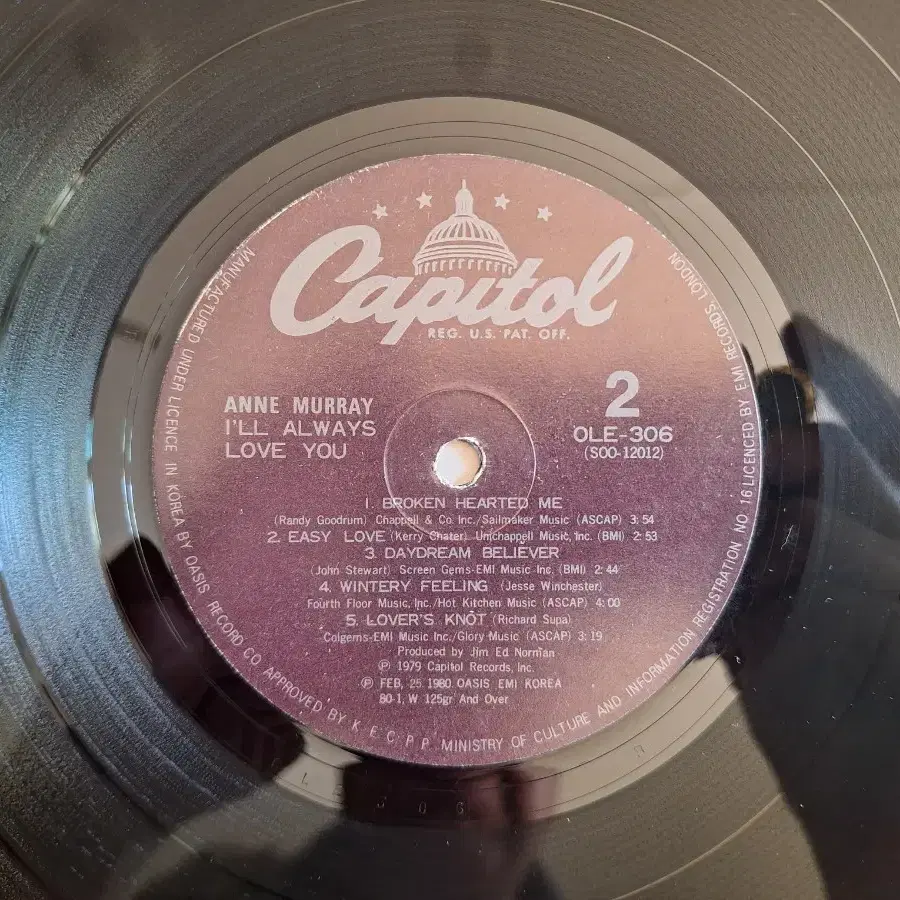 Capitol
REG. U.S. PAT. OFF.
ANNE MURRAY
I'LL ALWAYS
LOVE YOU
2
OLE-306
(SOO-12012)
1. BROKEN HEARTED ME
(Randy Goodrum) Chappell & Co. Inc./Sailmaker Music (ASCAP) 3:54
2. EASY LOVE (Kerry Chater) Unichappell Music, Inc. (BMI) 2:53
3. DAYDREAM BELIEVER
(John Stewart) Screen Gems-EMI Music Inc. (BMI) 2:44
4. WINTERY FEELING (Jesse Winchester)
Fourth Floor Music, Inc./Hot Kitchen Music (ASCAP) 4:00
5. LOVER'S KNOT (Richard Supa)
Colgems-EMI Music Inc./Glory Music (ASCAP) 3:19
Produced by Jim Ed Norman
℗ 1979 Capitol Records, Inc.
℗ FEB, 25. 1980. OASIS EMI KOREA
80-1, W 125gr And Over
MANUFACTURED UNDER LICENCE IN KOREA BY OASIS RECORD CO APPROVED BY K.E.C.P.P. MINISTRY OF CULTURE AND INFORMATION REGISTRATION NO. 16 LICENCED BY EMI RECORDS, LONDON